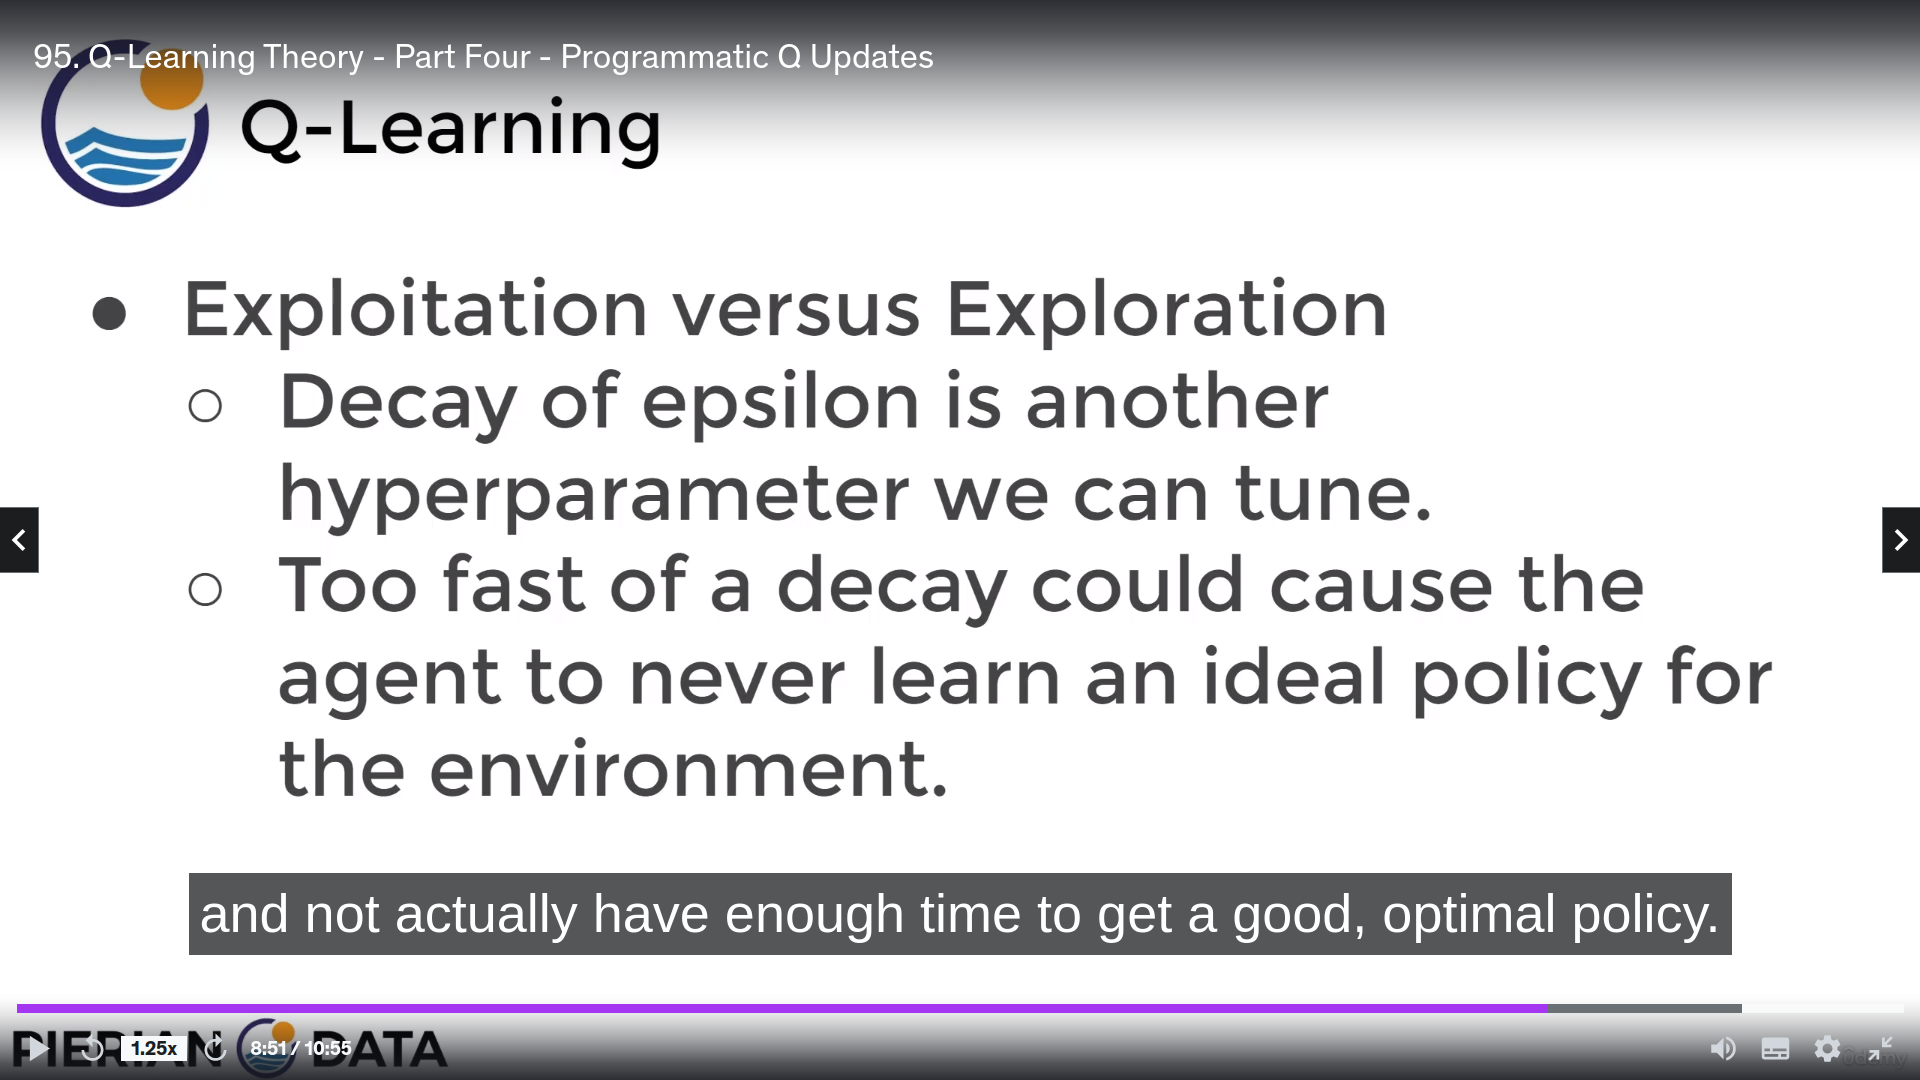 95. Q-Learning Theory - Part Four - Programmatic Q Updates
Q-Learning
● Exploitation versus Exploration
○ Decay of epsilon is another
hyperparameter we can tune.
○ Too fast of a decay could cause the
agent to never learn an ideal policy for
the environment.
and not actually have enough time to get a good, optimal policy.
PIERIAN DATA
1.25x
8:51 / 10:55
ûdemy